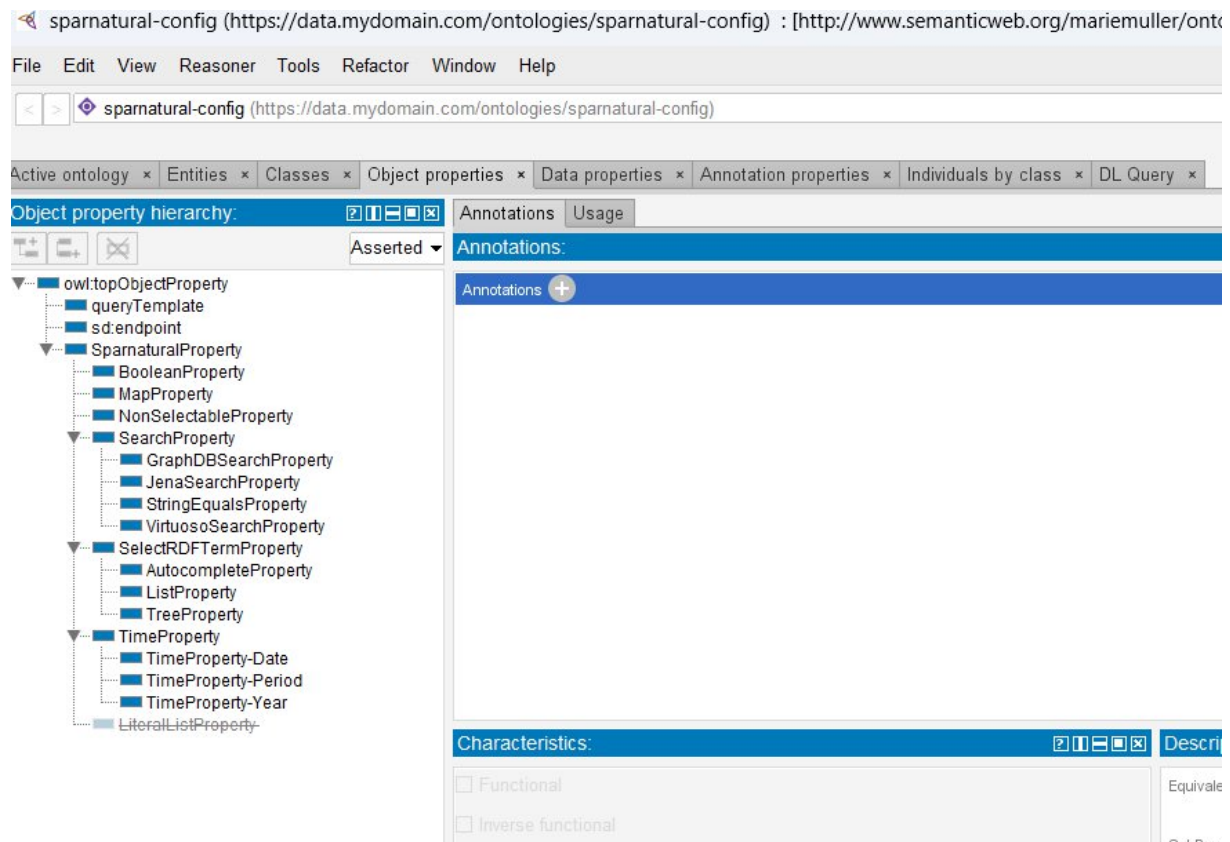 sparnatural-config (https://data.mydomain.com/ontologies/sparnatural-config) : [http://www.semanticweb.org/mariemuller/onto
File Edit View Reasoner Tools Refactor Window Help
< > sparnatural-config (https://data.mydomain.com/ontologies/sparnatural-config)
Active ontology × Entities × Classes × Object properties × Data properties × Annotation properties × Individuals by class × DL Query ×
Object property hierarchy: Annotations Usage
Asserted Annotations:
Annotations +
owl:topObjectProperty
queryTemplate
sd:endpoint
SparnaturalProperty
BooleanProperty
MapProperty
NonSelectableProperty
SearchProperty
GraphDBSearchProperty
JenaSearchProperty
StringEqualsProperty
VirtuosoSearchProperty
SelectRDFTermProperty
AutocompleteProperty
ListProperty
TreeProperty
TimeProperty
TimeProperty-Date
TimeProperty-Period
TimeProperty-Year
LiteralListProperty
Characteristics: Descrip
Functional
Equivale
Inverse functional